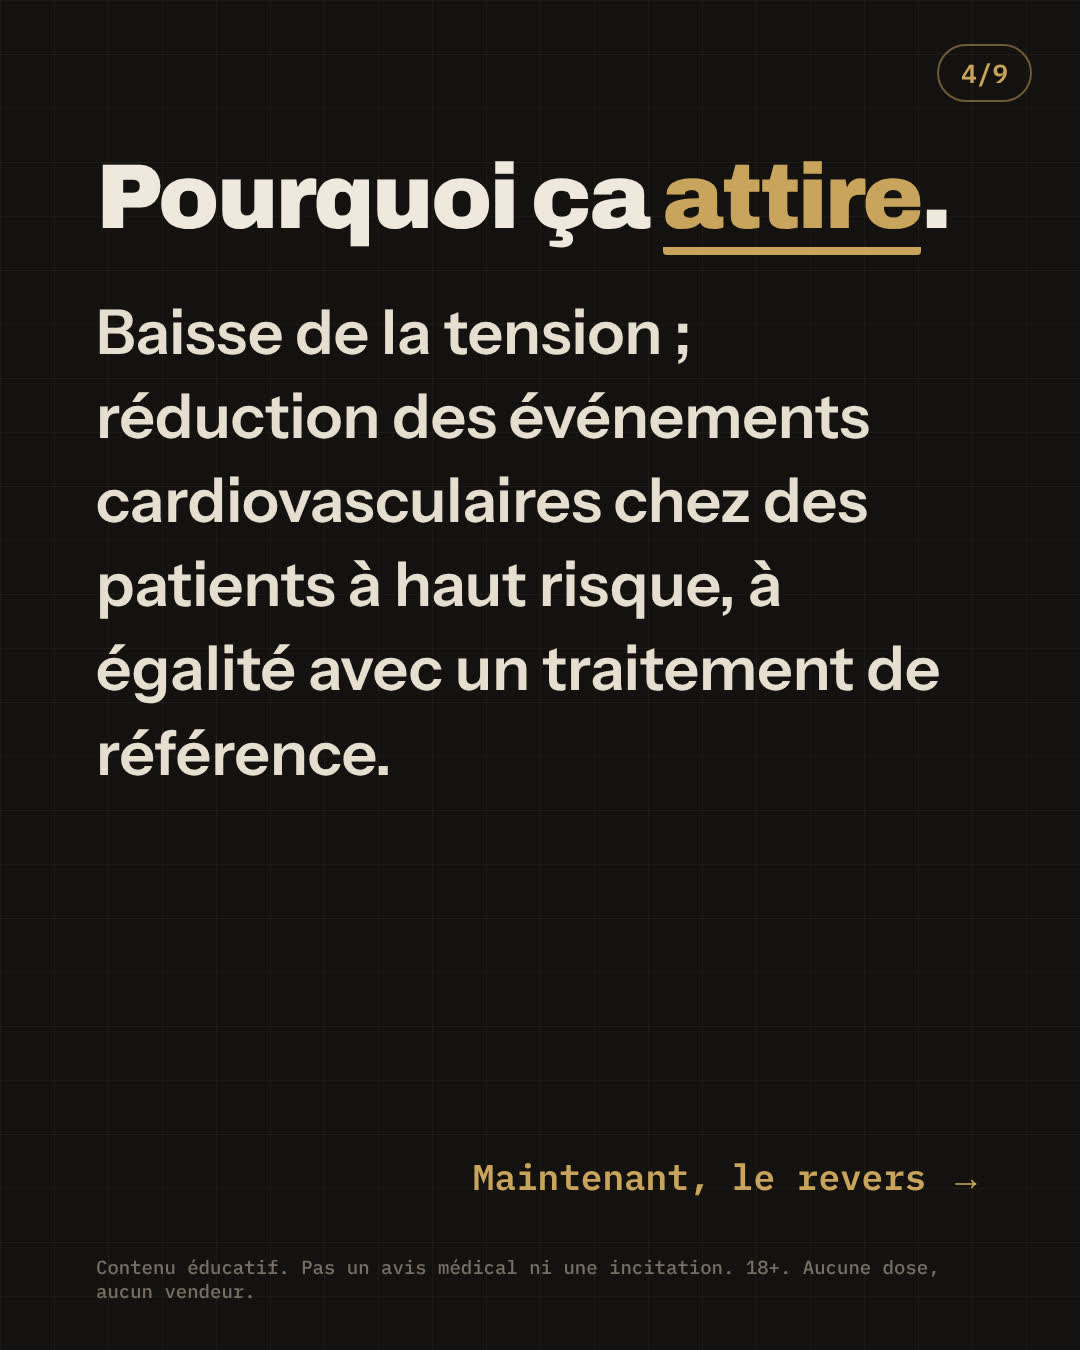 4/9
Pourquoi ça attire.
Baisse de la tension ;
réduction des événements
cardiovasculaires chez des
patients à haut risque, à
égalité avec un traitement de
référence.
Maintenant, le revers →
Contenu éducatif. Pas un avis médical ni une incitation. 18+. Aucune dose,
aucun vendeur.